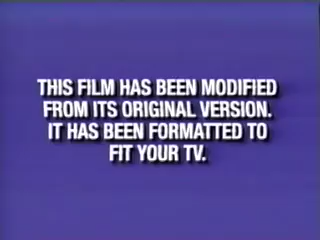 THIS FILM HAS BEEN MODIFIED
FROM ITS ORIGINAL VERSION.
IT HAS BEEN FORMATTED TO
FIT YOUR TV.